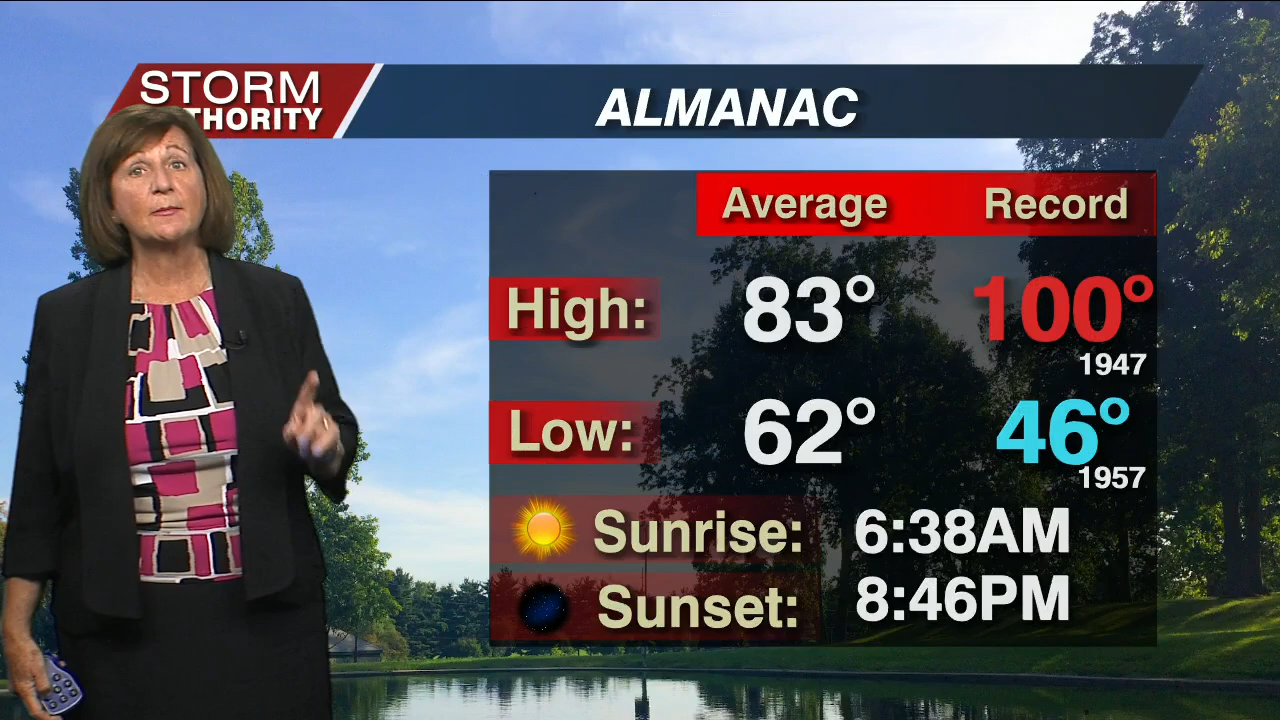 STORM
THORITY
ALMANAC
Average Record
High: 83° 100°
1947
Low: 62° 46°
1957
Sunrise: 6:38AM
Sunset: 8:46PM